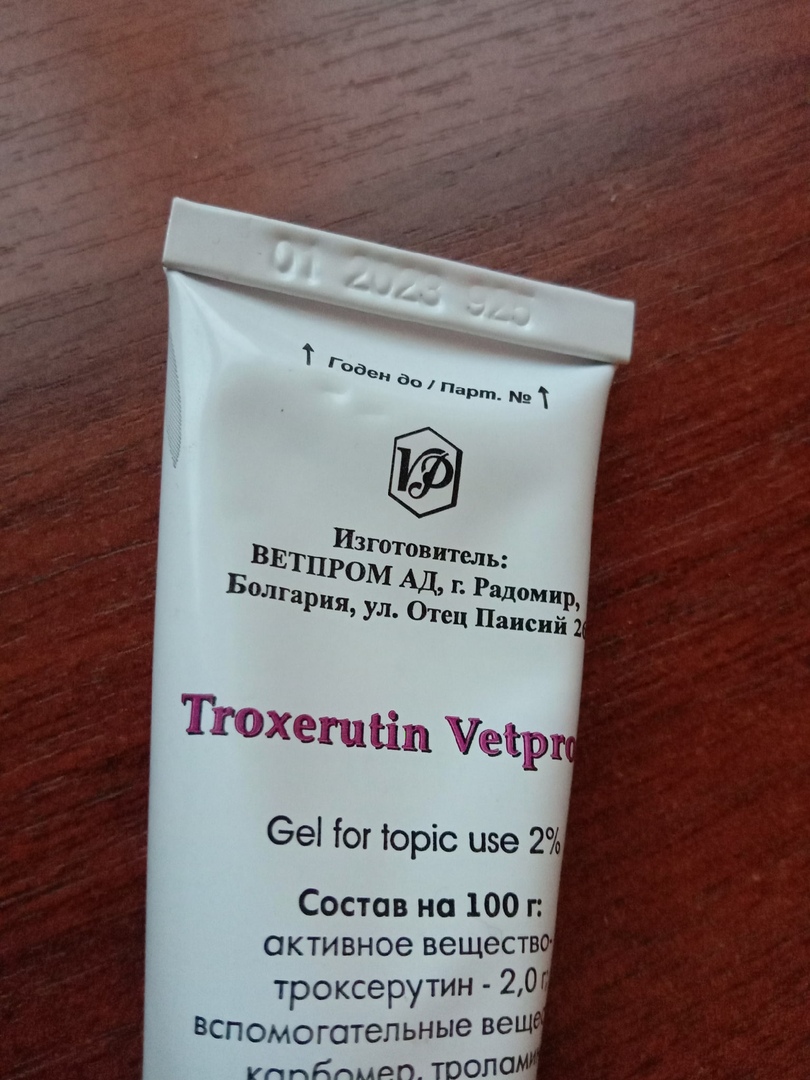 01 2023 925
↑ Годен до / Парт. № ↑
VP
Изготовитель:
ВЕТПРОМ АД, г. Радомир,
Болгария, ул. Отец Паисий 26
Troxerutin Vetpro
Gel for topic use 2%
Состав на 100 г:
активное вещество-
троксерутин - 2,0 г;
вспомогательные веще
карбомер, тролами